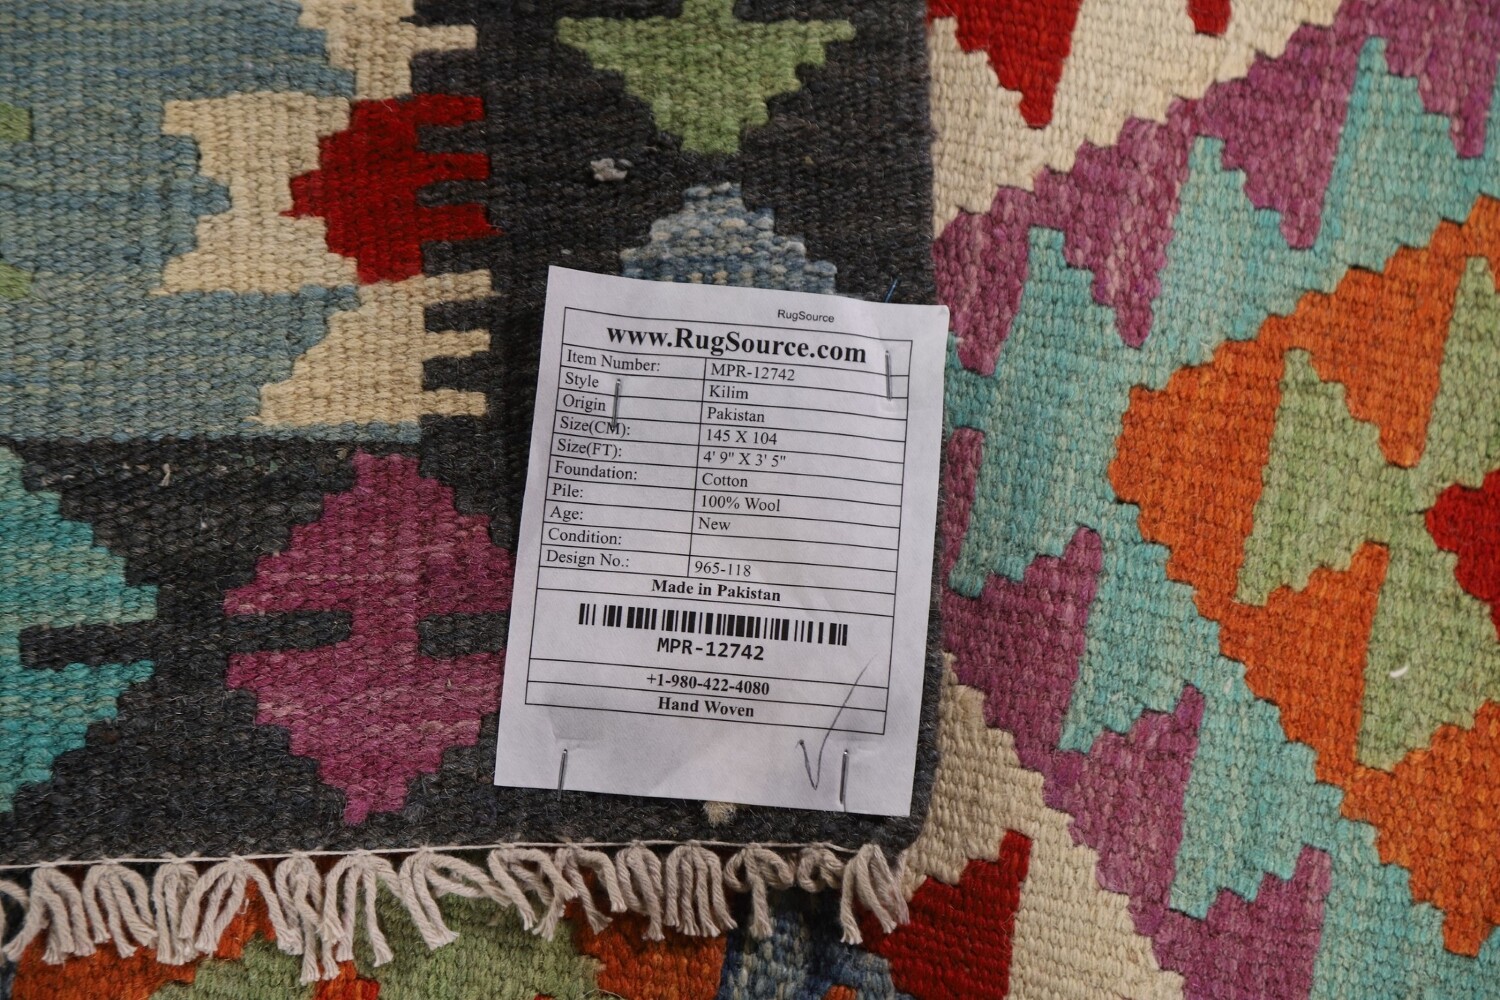 RugSource
www.RugSource.com
Item Number: MPR-12742
Style Kilim
Origin Pakistan
Size(CM): 145 X 104
Size(FT): 4' 9" X 3' 5"
Foundation: Cotton
Pile: 100% Wool
Age: New
Condition:
Design No.: 965-118
Made in Pakistan
MPR-12742
+1-980-422-4080
Hand Woven